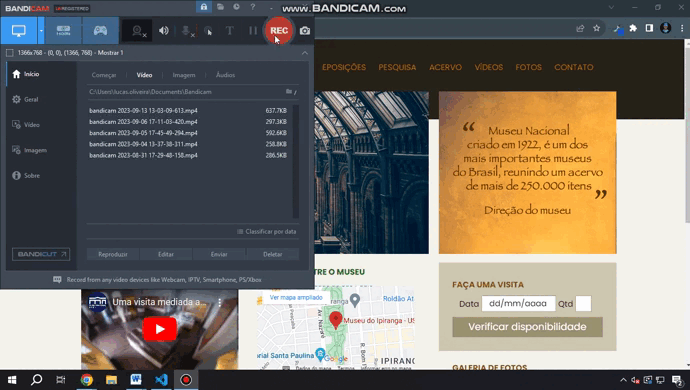 BANDICAM UNREGISTERED
WWW.BANDICAM.COM
REC
1366x768 - (0, 0), (1366, 768) - Mostrar 1
Início
Geral
Vídeo
Imagem
Sobre
BANDICUT
Começar
Vídeo
Imagem
Áudios
C:\Users\lucas.oliveira\Documents\Bandicam
bandicam 2023-09-13 13-03-09-613.mp4 637.7KB
bandicam 2023-09-06 17-11-03-420.mp4 297.3KB
bandicam 2023-09-05 17-45-49-294.mp4 592.6KB
bandicam 2023-09-04 13-37-38-311.mp4 258.8KB
bandicam 2023-08-31 17-29-48-158.mp4 286.5KB
Classificar por data
Reproduzir
Editar
Enviar
Deletar
Record from any video devices like Webcam, IPTV, Smartphone, PS/Xbox
EPOSIÇÕES PESQUISA ACERVO VÍDEOS FOTOS CONTATO
“ Museu Nacional
criado em 1922, é um dos
mais importantes museus
do Brasil, reunindo um acervo
de mais de 250.000 itens ”
Direção do museu
TRE O MUSEU
Uma visita mediada a...
Ver mapa ampliado
Roldão At
Av. Nazaré
Museu do Ipiranga - US
arial Santa Paulina
Google
IPIRANG
FAÇA UMA VISITA
Data dd/mm/aaaa Qtd
Verificar disponibilidade
GALERIA DE FOTOS